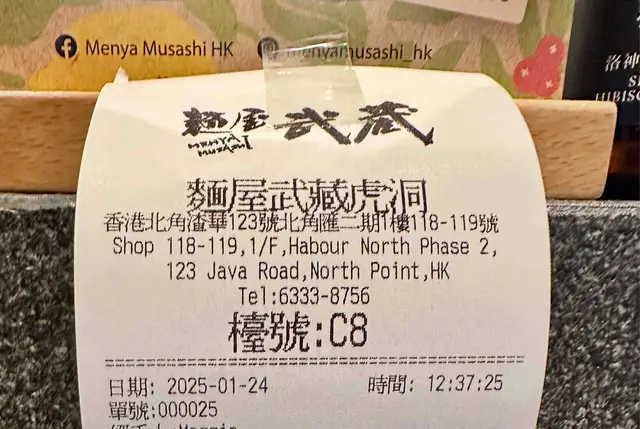 Menya Musashi HK
menyamusashi_hk
洛神
HIBISC
麵屋武蔵
MENYA
MUSASHI
麵屋武藏虎洞
香港北角渣華123號北角匯二期1樓118-119號
Shop 118-119,1/F,Habour North Phase 2,
123 Java Road,North Point,HK
Tel:6333-8756
檯號:C8
日期: 2025-01-24 時間: 12:37:25
單號:000025